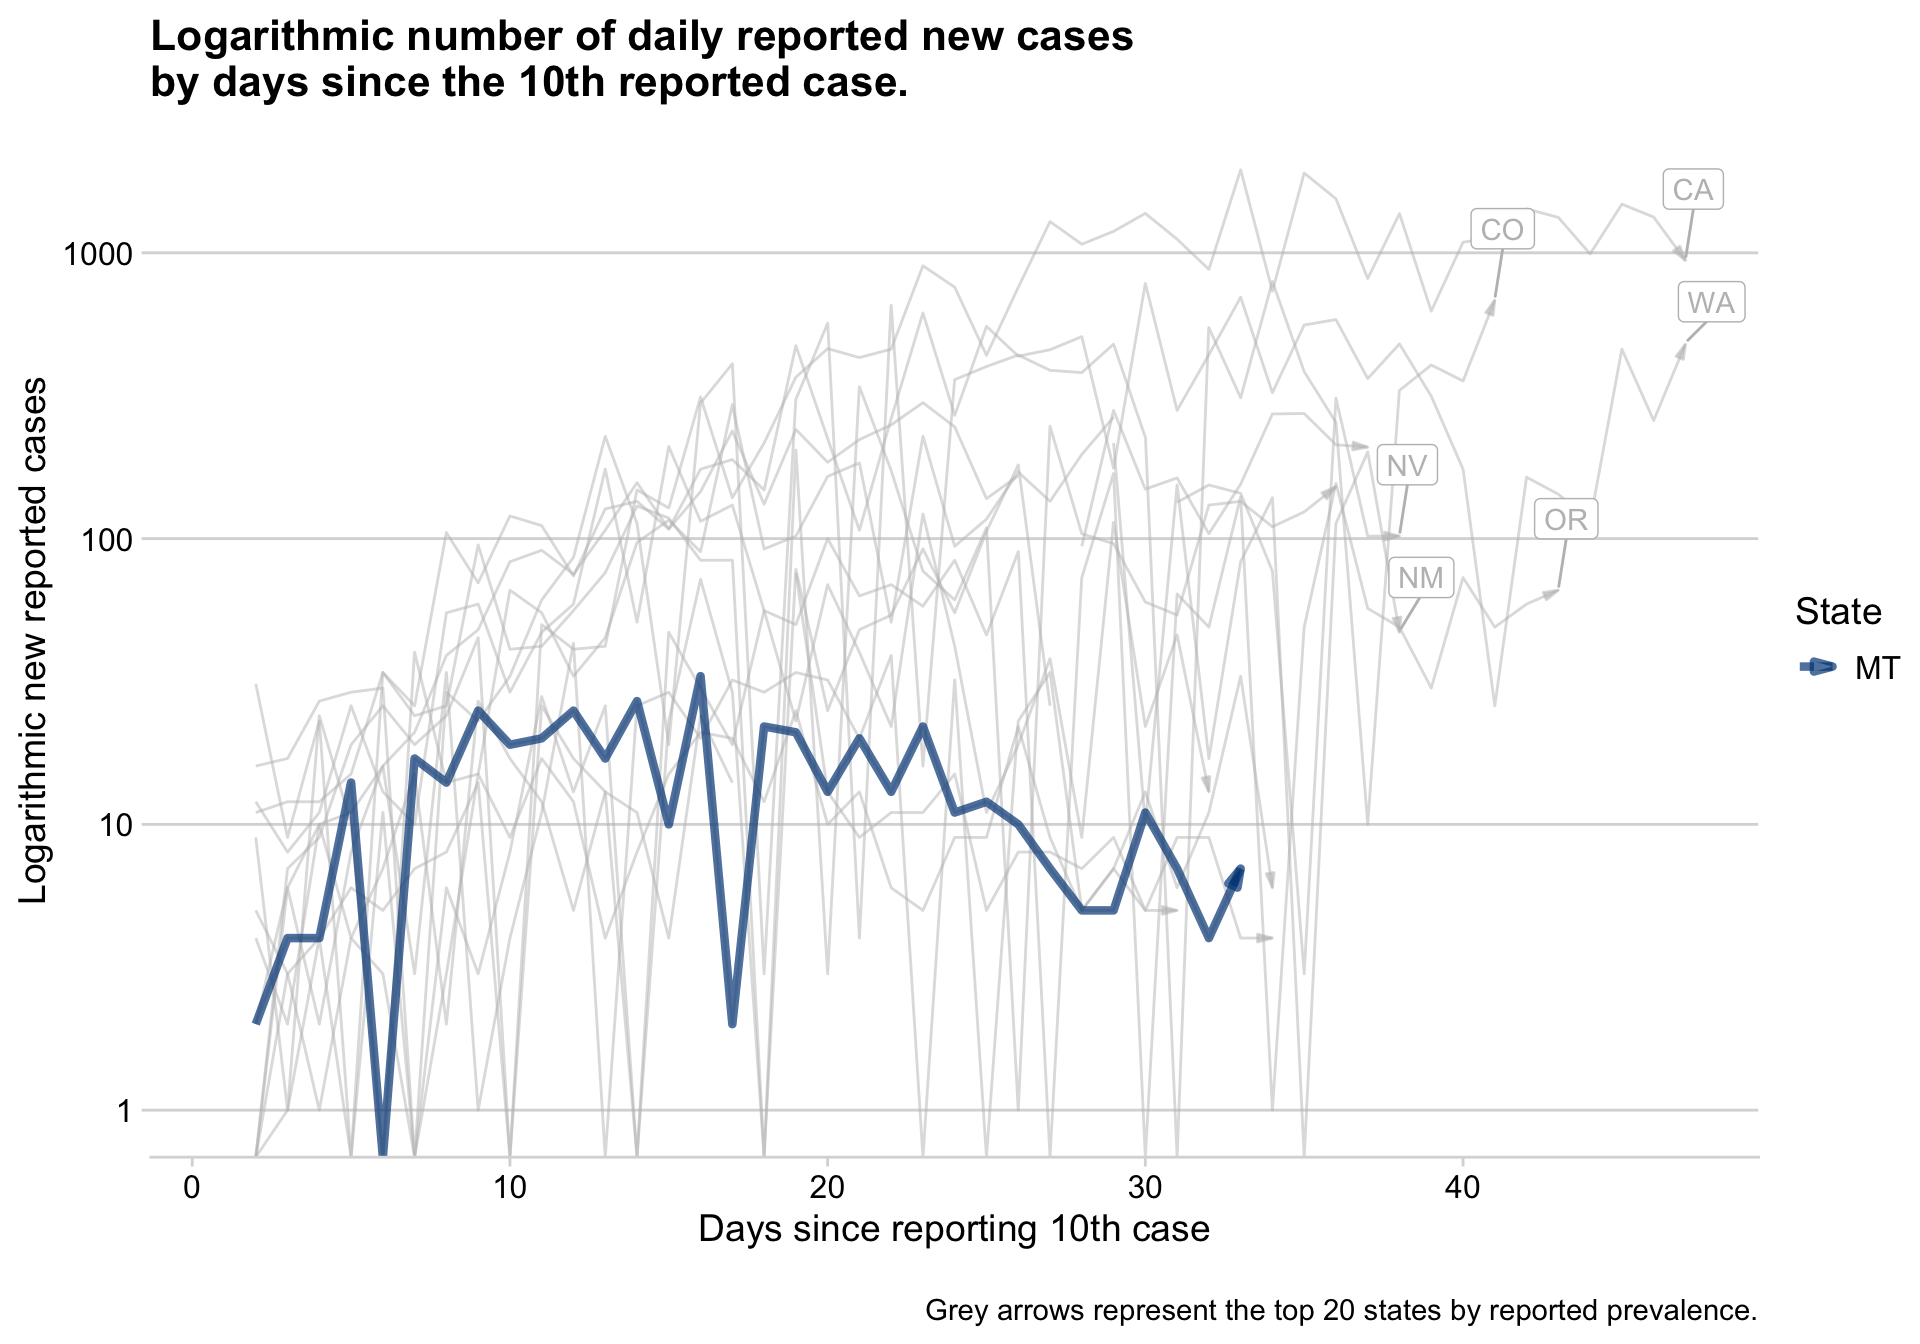 Logarithmic number of daily reported new cases
by days since the 10th reported case.
Logarithmic new reported cases
1000
100
10
1
CA
CO
WA
NV
OR
NM
State
MT
0 10 20 30 40
Days since reporting 10th case
Grey arrows represent the top 20 states by reported prevalence.